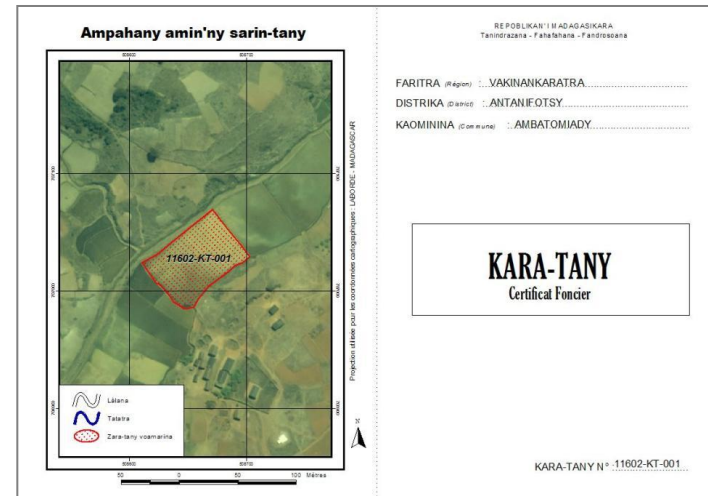 Ampahany amin'ny sarin-tany
11602-KT-001
Lalana
Tatatra
Zara-tany voamarina
50 0 50 100 Mètres
Projection utilisée pour les coordonnées cartographiques : LABORDE - MADAGASCAR
N
REPOBLIKAN'I MADAGASIKARA
Tanindrazana - Fahafahana - Fandrosoana
FARITRA (Région) : VAKINANKARATRA
DISTRIKA (District) : ANTANIFOTSY
KAOMININA (Commune) : AMBATOMIADY
KARA-TANY
Certificat Foncier
KARA-TANY N° 11602-KT-001